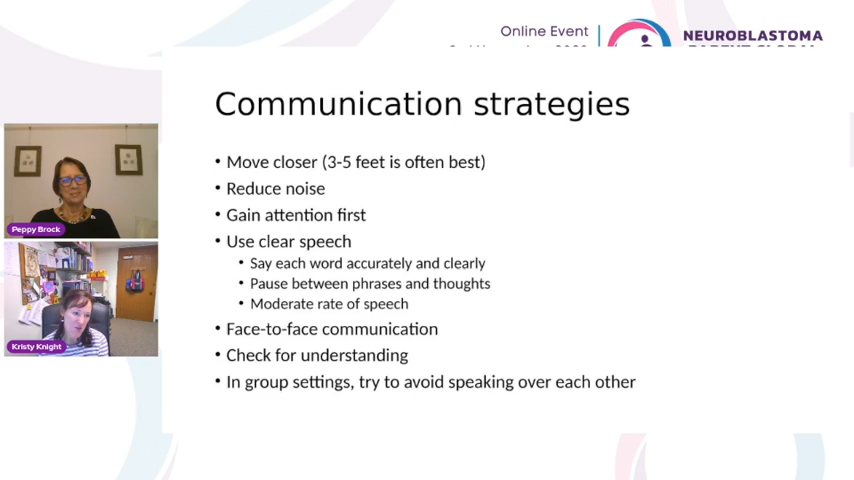 Online Event
NEUROBLASTOMA
Communication strategies
• Move closer (3-5 feet is often best)
• Reduce noise
• Gain attention first
• Use clear speech
• Say each word accurately and clearly
• Pause between phrases and thoughts
• Moderate rate of speech
• Face-to-face communication
• Check for understanding
• In group settings, try to avoid speaking over each other
Peppy Brock
Kristy Knight